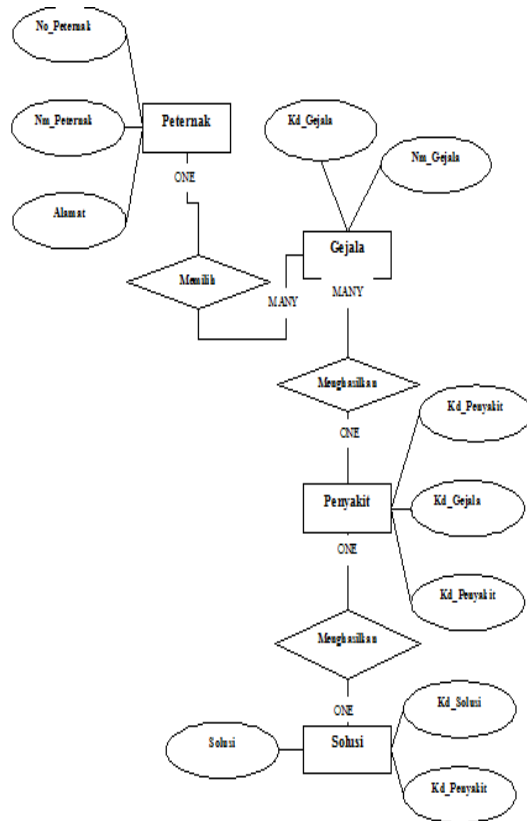 No_Peternak
Nm_Peternak
Peternak
Alamat
ONE
Kd_Gejala
Nm_Gejala
Gejala
Memilih
MANY
MANY
Menghasilkan
ONE
Kd_Penyakit
Penyakit
Kd_Gejala
ONE
Kd_Penyakit
Menghasilkan
ONE
Kd_Solusi
Solusi
Solusi
Kd_Penyakit